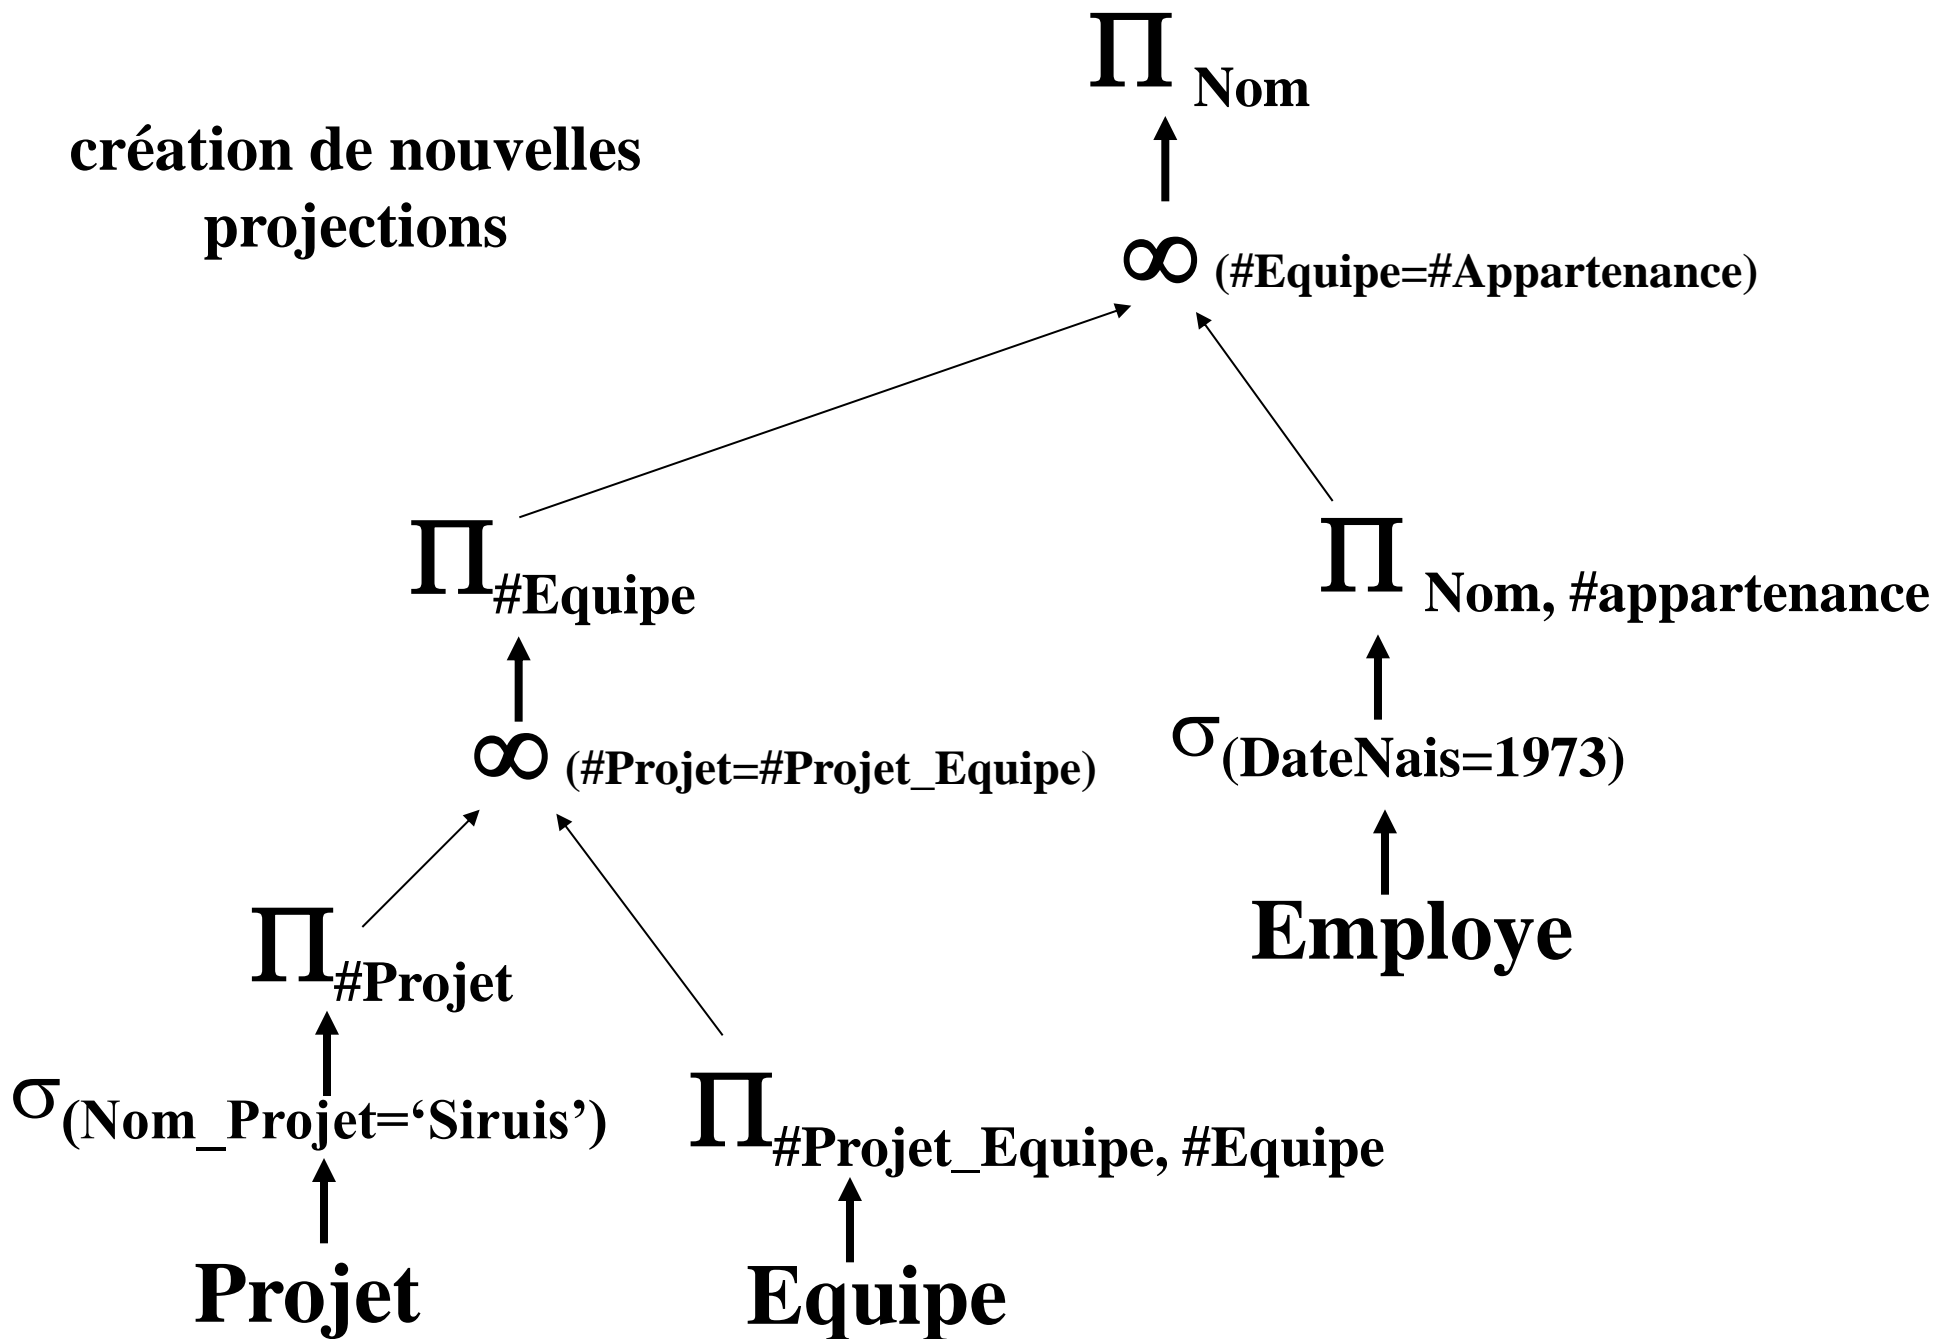 Π Nom
création de nouvelles
projections
∞ (#Equipe=#Appartenance)
Π #Equipe
Π Nom, #appartenance
∞ (#Projet=#Projet_Equipe)
σ (DateNais=1973)
Employe
Π #Projet
σ (Nom_Projet=‘Siruis’)
Π #Projet_Equipe, #Equipe
Projet
Equipe